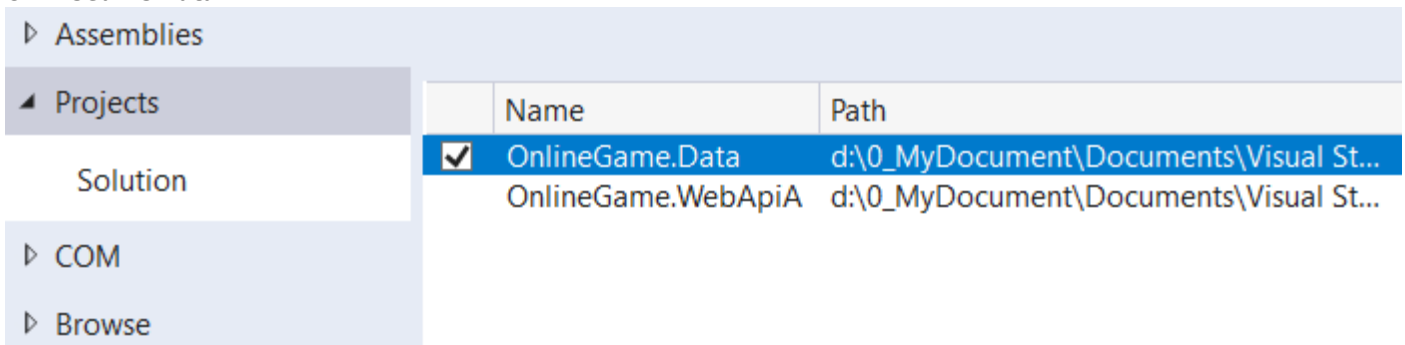 Assemblies
Projects
Solution
COM
Browse
Name Path
OnlineGame.Data d:\0_MyDocument\Documents\Visual St...
OnlineGame.WebApiA d:\0_MyDocument\Documents\Visual St...